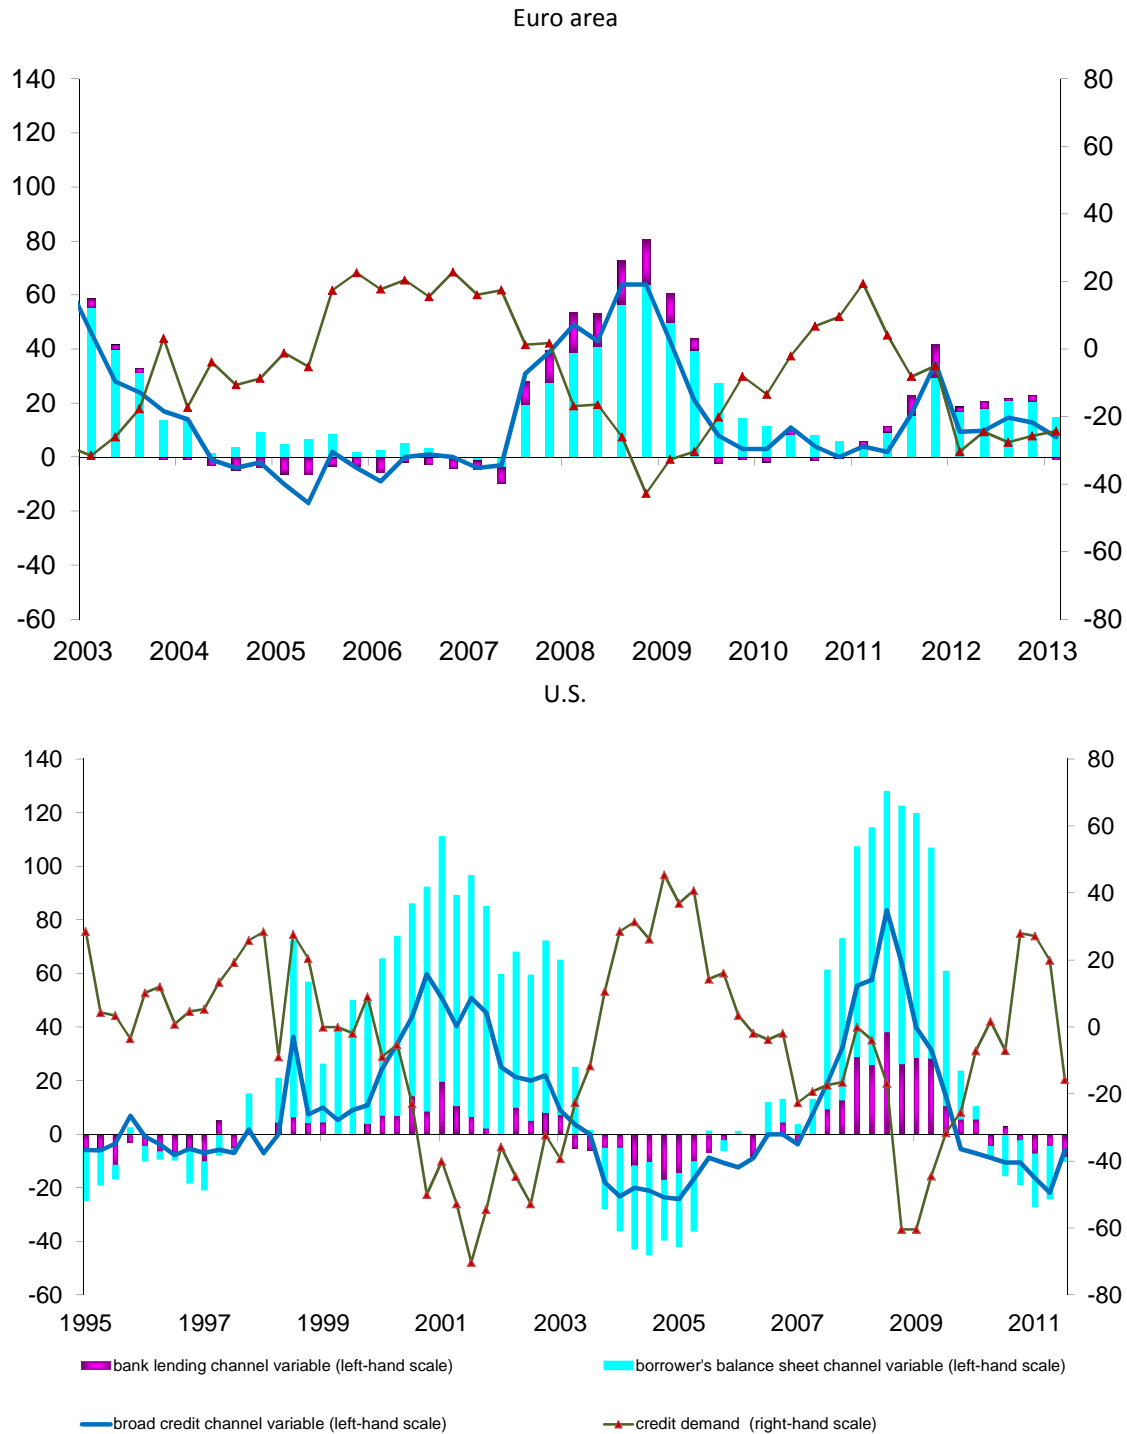 Euro area
140 80
120 60
100 40
80 20
60 0
40 -20
20 -40
0 -60
-20 -80
-40
-60
2003 2004 2005 2006 2007 2008 2009 2010 2011 2012 2013
U.S.
140 80
120 60
100 40
80 20
60 0
40 -20
20 -40
0 -60
-20 -80
-40
-60
1995 1997 1999 2001 2003 2005 2007 2009 2011
bank lending channel variable (left-hand scale)
borrower's balance sheet channel variable (left-hand scale)
broad credit channel variable (left-hand scale)
credit demand (right-hand scale)